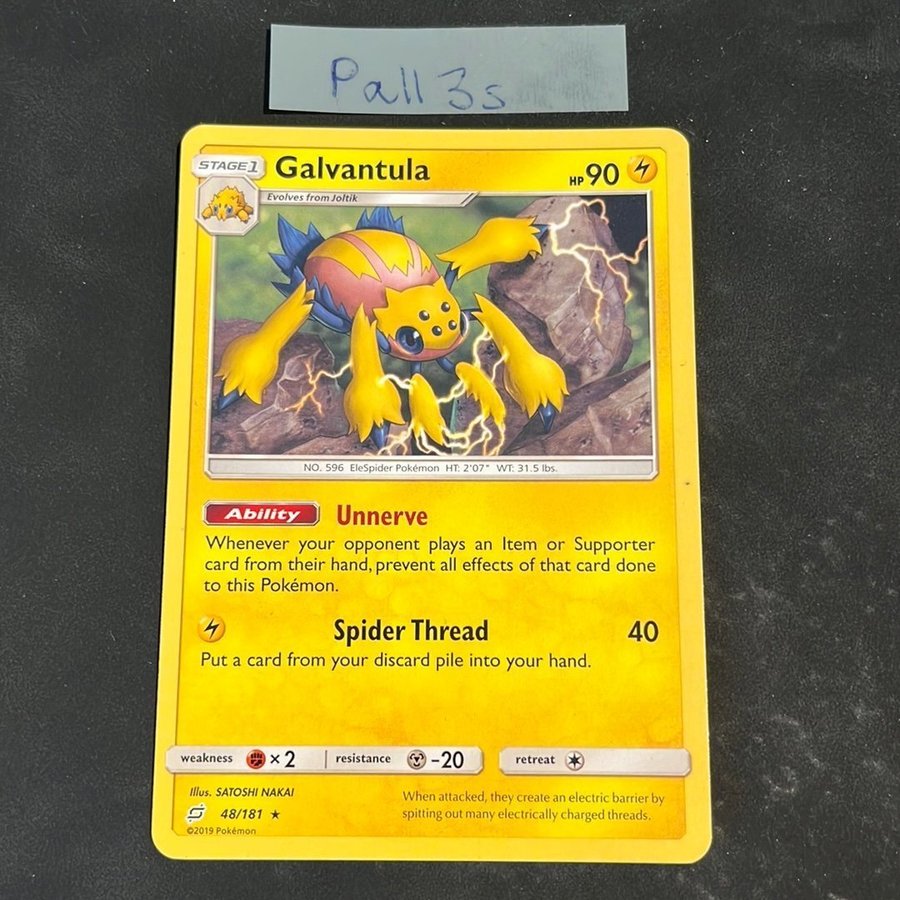 Pall3s
STAGE 1
Galvantula
HP 90
Evolves from Joltik
NO. 596 EleSpider Pokémon HT: 2'07" WT: 31.5 lbs.
Ability Unnerve
Whenever your opponent plays an Item or Supporter
card from their hand, prevent all effects of that card done
to this Pokémon.
Spider Thread 40
Put a card from your discard pile into your hand.
weakness ×2 resistance -20 retreat
Illus. SATOSHI NAKAI
48/181 ★
©2019 Pokémon
When attacked, they create an electric barrier by
spitting out many electrically charged threads.